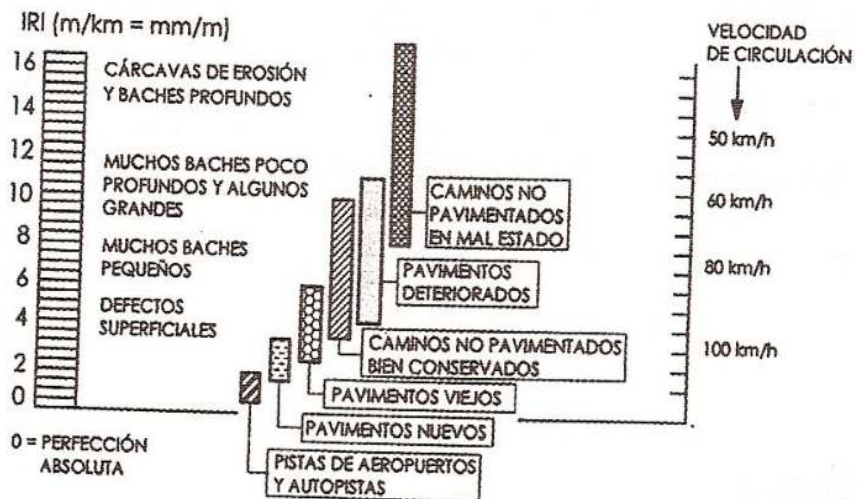 IRI (m/km = mm/m)
16
14
12
10
8
6
4
2
0
CÁRCAVAS DE EROSIÓN
Y BACHES PROFUNDOS
MUCHOS BACHES POCO
PROFUNDOS Y ALGUNOS
GRANDES
MUCHOS BACHES
PEQUEÑOS
DEFECTOS
SUPERFICIALES
0 = PERFECCIÓN
ABSOLUTA
CAMINOS NO
PAVIMENTADOS
EN MAL ESTADO
PAVIMENTOS
DETERIORADOS
CAMINOS NO PAVIMENTADOS
BIEN CONSERVADOS
PAVIMENTOS VIEJOS
PAVIMENTOS NUEVOS
PISTAS DE AEROPUERTOS
Y AUTOPISTAS
VELOCIDAD
DE CIRCULACIÓN
50 km/h
60 km/h
80 km/h
100 km/h